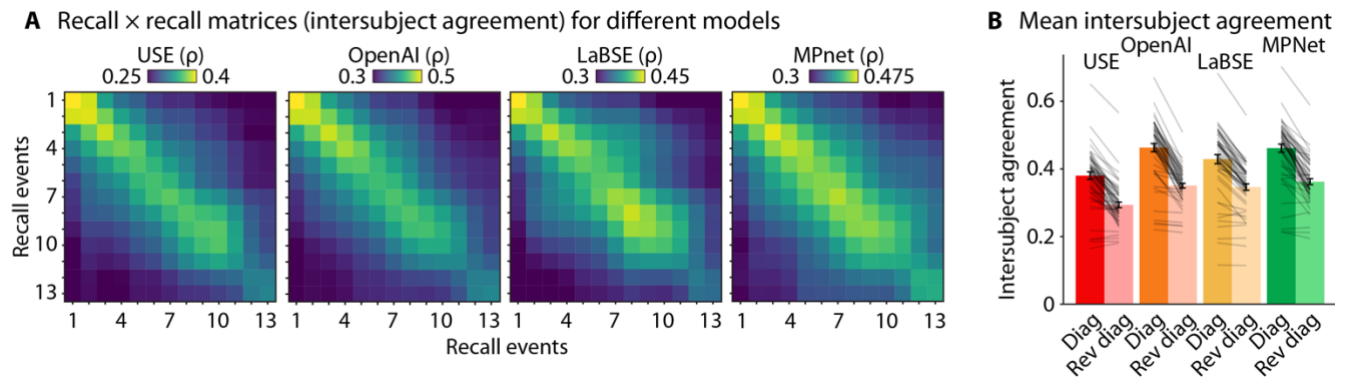 A Recall × recall matrices (intersubject agreement) for different models
USE (ρ)
0.25 0.4
OpenAI (ρ)
0.3 0.5
LaBSE (ρ)
0.3 0.45
MPnet (ρ)
0.3 0.475
Recall events
1
4
7
10
13
1 4 7 10 13
1 4 7 10 13
1 4 7 10 13
1 4 7 10 13
Recall events
B Mean intersubject agreement
USE
OpenAI
LaBSE
MPNet
Intersubject agreement
0.6
0.4
0.2
0
Diag
Rev diag
Diag
Rev diag
Diag
Rev diag
Diag
Rev diag